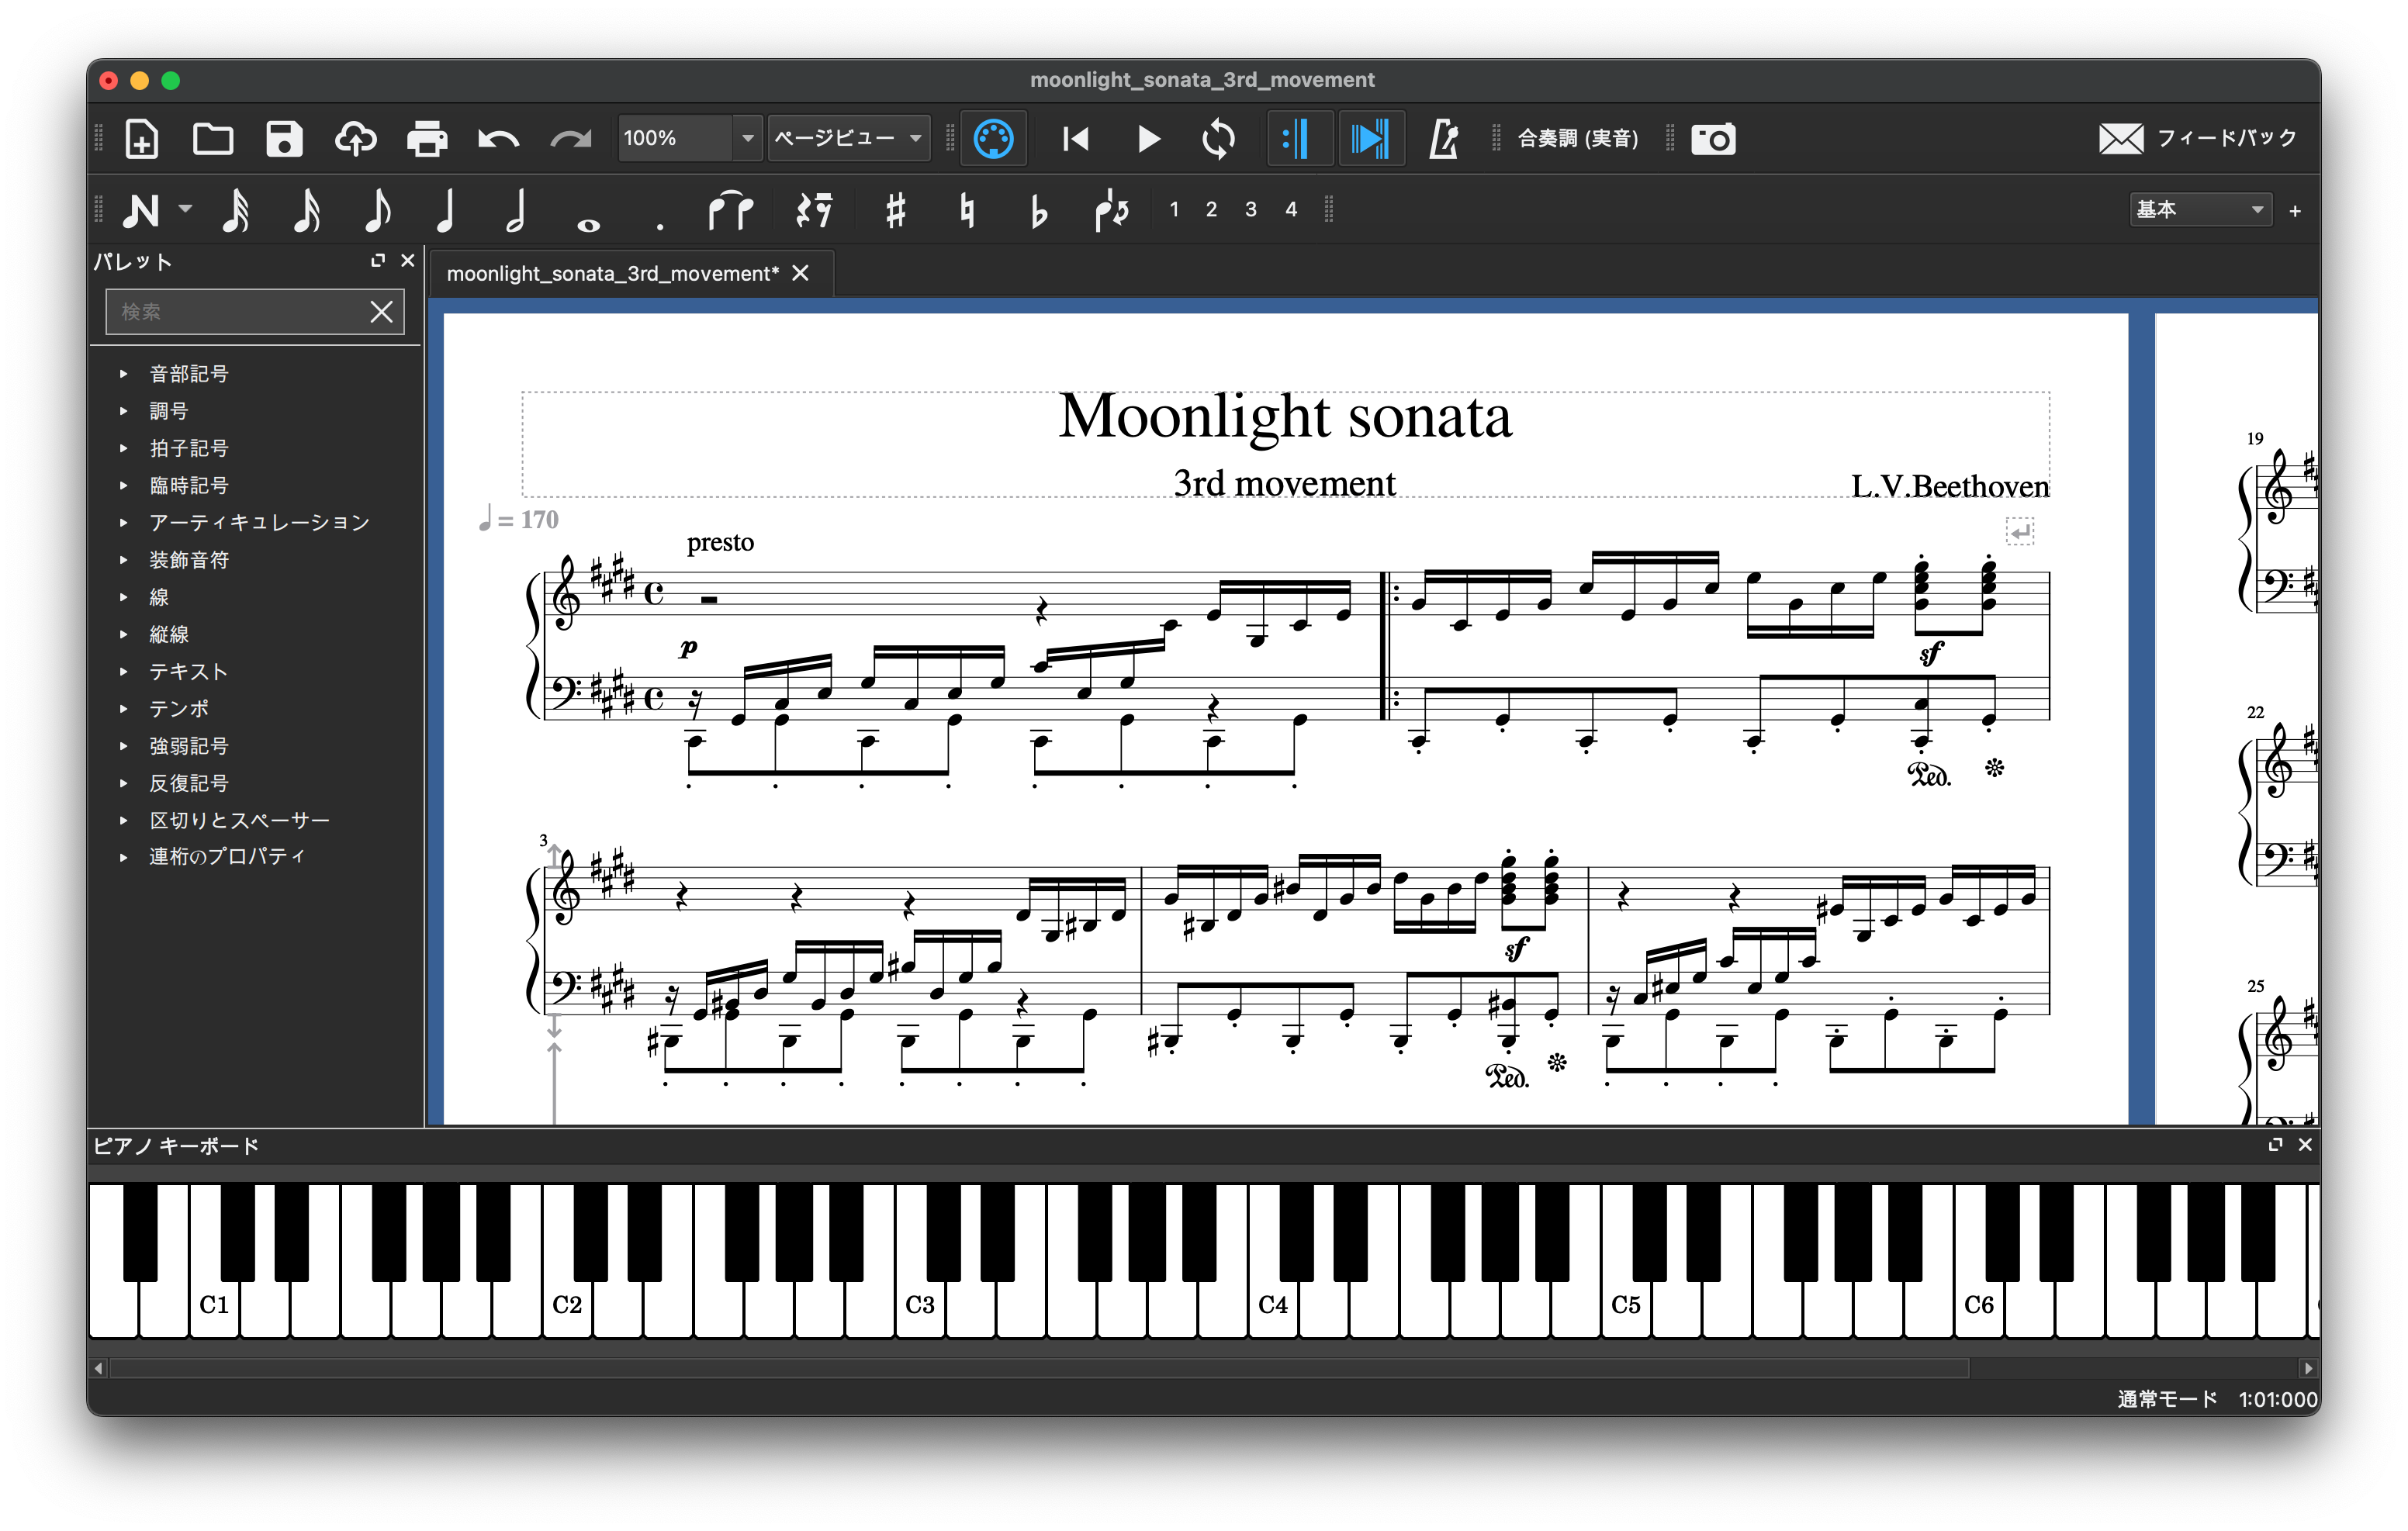 moonlight_sonata_3rd_movement
100%
ページビュー
合奏調 (実音)
フィードバック
1 2 3 4
基本
+
パレット
moonlight_sonata_3rd_movement*
検索
音部記号
調号
拍子記号
臨時記号
アーティキュレーション
装飾音符
線
縦線
テキスト
テンポ
強弱記号
反復記号
区切りとスペーサー
連桁のプロパティ
Moonlight sonata
3rd movement
L.V.Beethoven
= 170
presto
p
sf
Ped.
3
sf
Ped.
19
22
25
ピアノ キーボード
C1 C2 C3 C4 C5 C6
通常モード 1:01:000